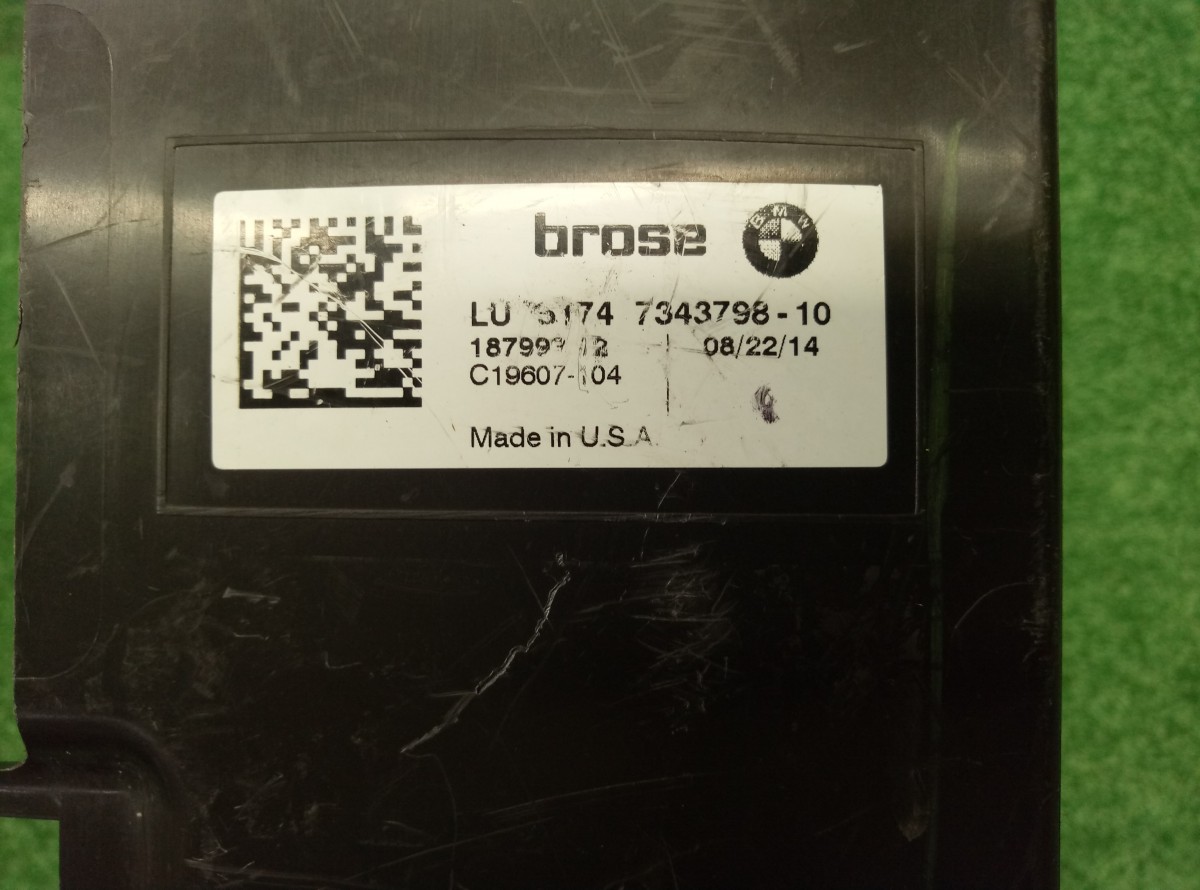 brose BMW
LU 5174 7343798-10
08/22/14
C19607-104
Made in U.S.A.